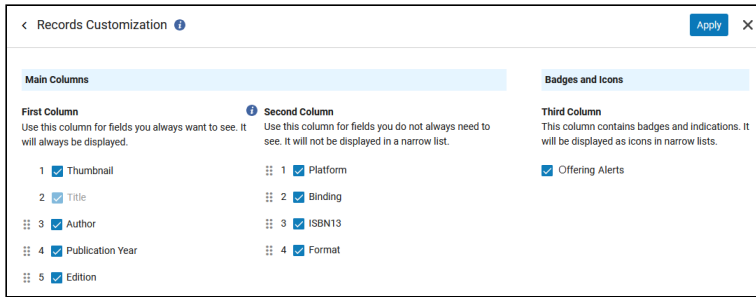 Records Customization
Apply
Main Columns
Badges and Icons
First Column
Use this column for fields you always want to see. It
will always be displayed.
1 Thumbnail
2 Title
3 Author
4 Publication Year
5 Edition
Second Column
Use this column for fields you do not always need to
see. It will not be displayed in a narrow list.
1 Platform
2 Binding
3 ISBN13
4 Format
Third Column
This column contains badges and indications. It
will be displayed as icons in narrow lists.
Offering Alerts